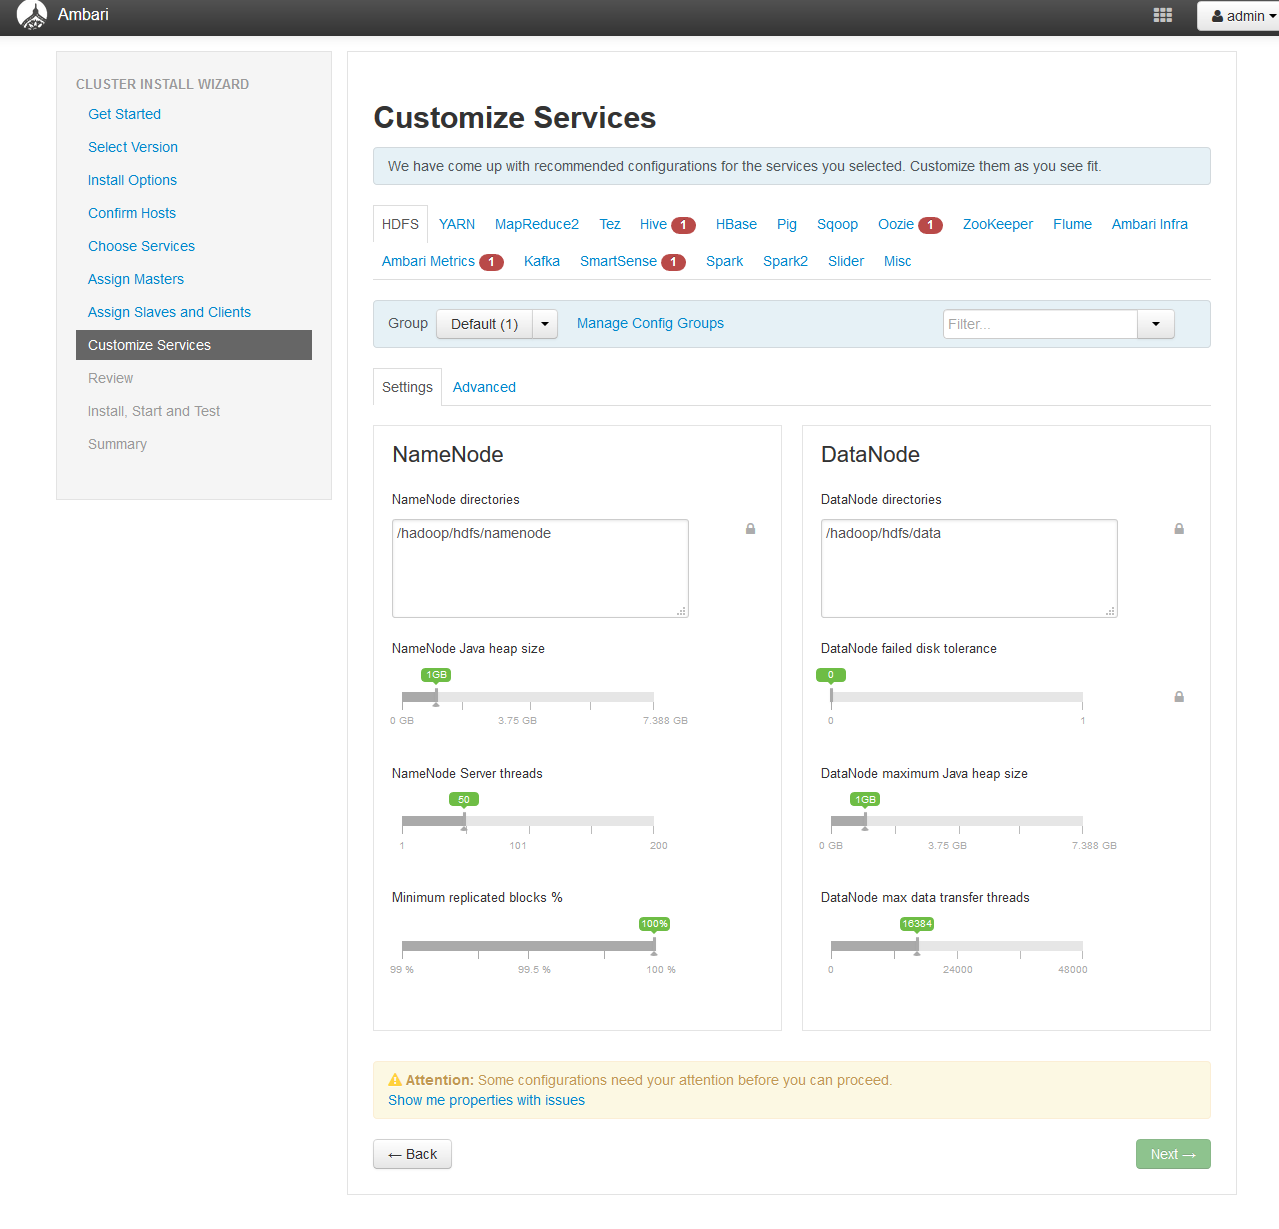 Ambari
admin
CLUSTER INSTALL WIZARD
Get Started
Select Version
Install Options
Confirm Hosts
Choose Services
Assign Masters
Assign Slaves and Clients
Customize Services
Review
Install, Start and Test
Summary
Customize Services
We have come up with recommended configurations for the services you selected. Customize them as you see fit.
HDFS YARN MapReduce2 Tez Hive 1 HBase Pig Sqoop Oozie 1 ZooKeeper Flume Ambari Infra
Ambari Metrics 1 Kafka SmartSense 1 Spark Spark2 Slider Misc
Group Default (1) Manage Config Groups Filter...
Settings Advanced
NameNode
NameNode directories
/hadoop/hdfs/namenode
NameNode Java heap size
1GB
0 GB 3.75 GB 7.388 GB
NameNode Server threads
50
1 101 200
Minimum replicated blocks %
100%
99 % 99.5 % 100 %
DataNode
DataNode directories
/hadoop/hdfs/data
DataNode failed disk tolerance
0
0 1
DataNode maximum Java heap size
1GB
0 GB 3.75 GB 7.388 GB
DataNode max data transfer threads
16384
0 24000 48000
Attention: Some configurations need your attention before you can proceed.
Show me properties with issues
← Back
Next →